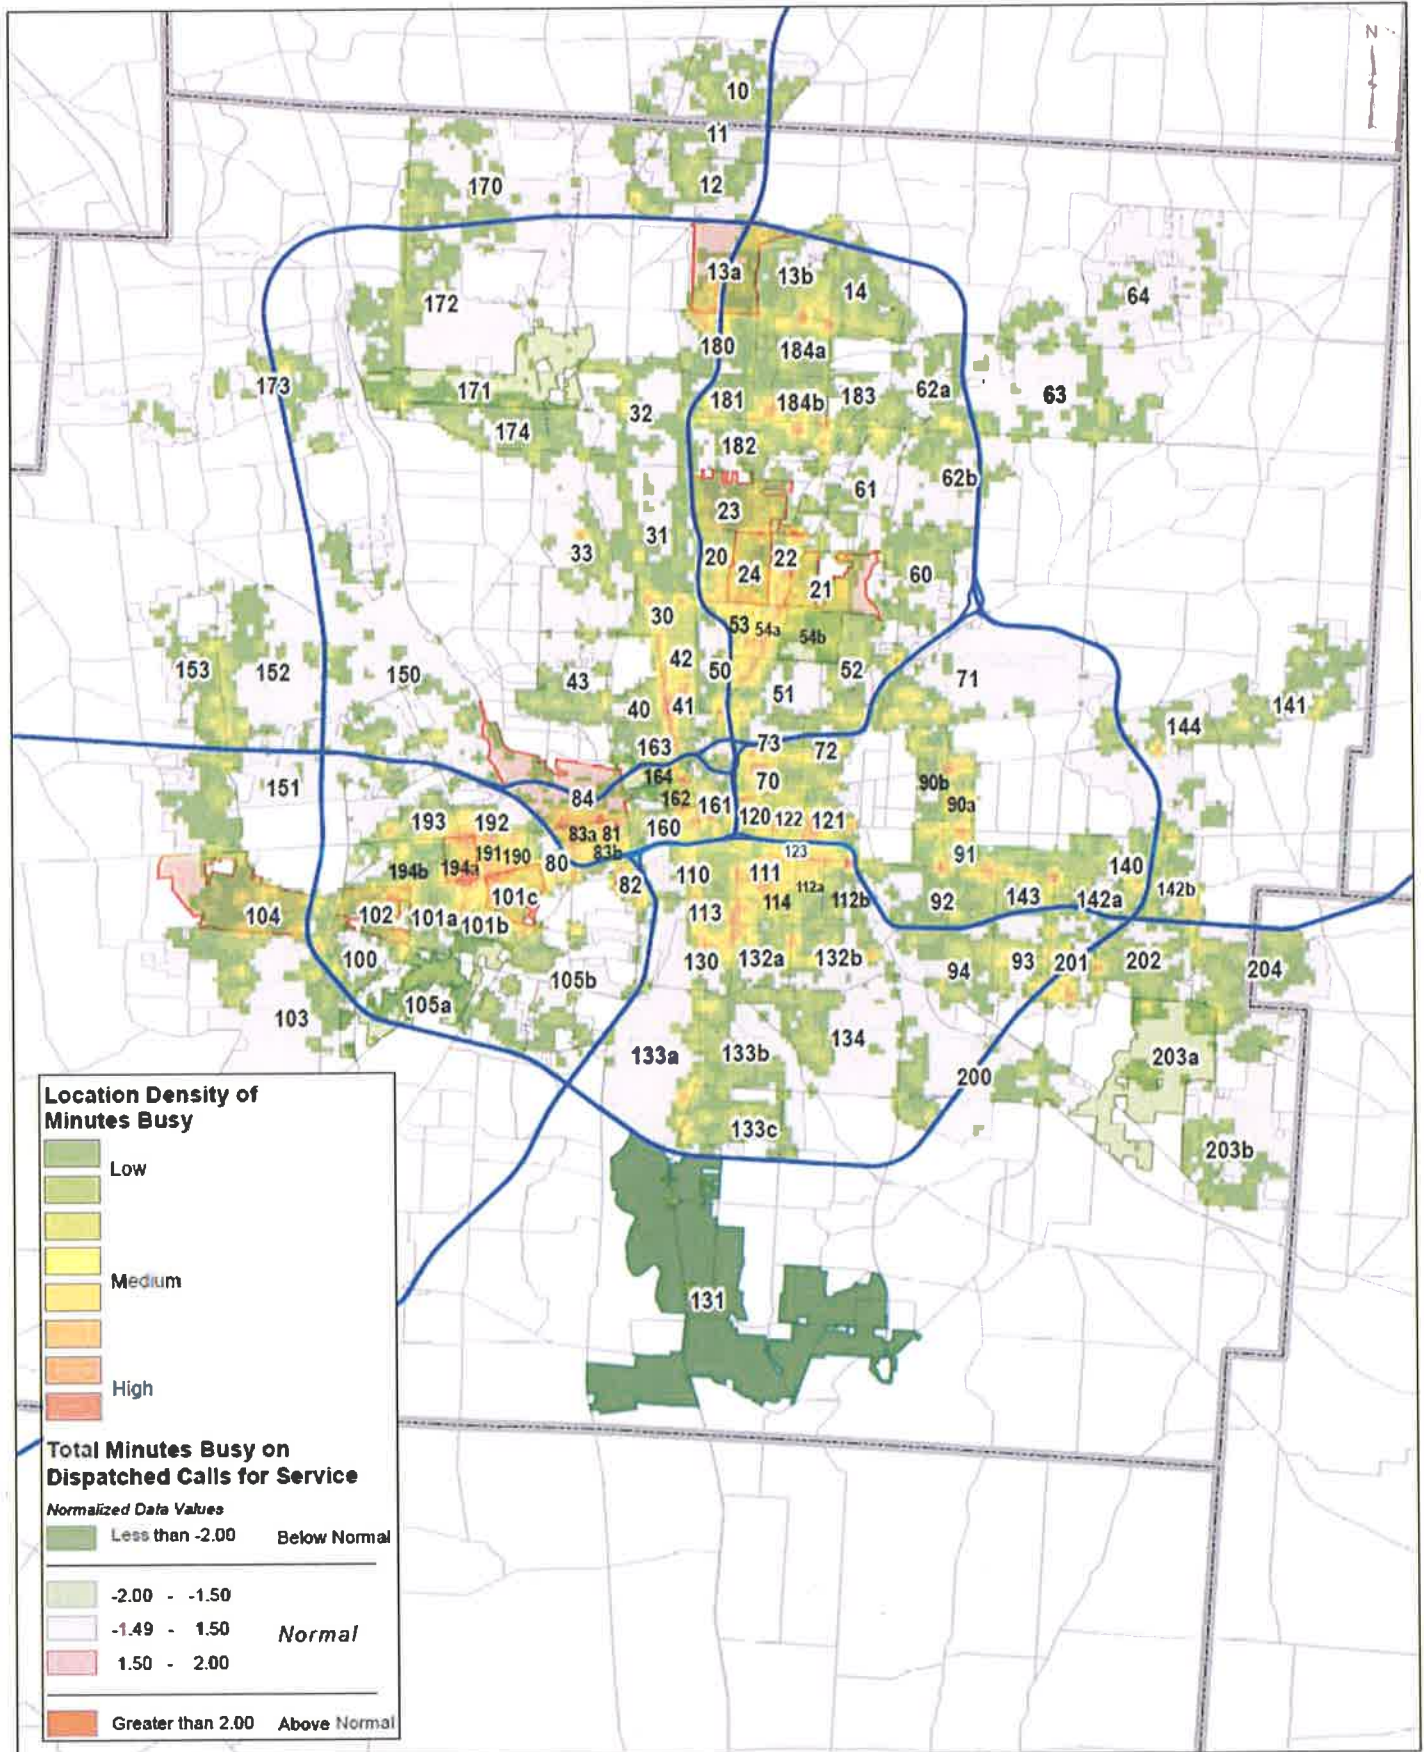 N
10
11
12
170
13a
13b
14
64
172
180
184a
173
171
181
184b
183
62a
63
32
174
182
62b
61
23
31
33
20
22
24
21
60
30
53
54a
54b
42
50
52
153
152
150
43
51
71
40
41
141
144
163
73
72
164
70
90b
151
84
162
161
90a
193
192
83a
81
160
120
122
121
191
190
83b
123
91
194b
194a
80
82
110
111
140
101c
112a
112b
142b
104
102
101a
101b
113
114
92
143
142a
100
130
132a
132b
94
93
201
202
204
105b
105a
103
133a
133b
134
203a
200
133c
203b
131
Location Density of
Minutes Busy
Low
Medium
High
Total Minutes Busy on
Dispatched Calls for Service
Normalized Data Values
Less than -2.00 Below Normal
-2.00 - -1.50
-1.49 - 1.50 Normal
1.50 - 2.00
Greater than 2.00 Above Normal